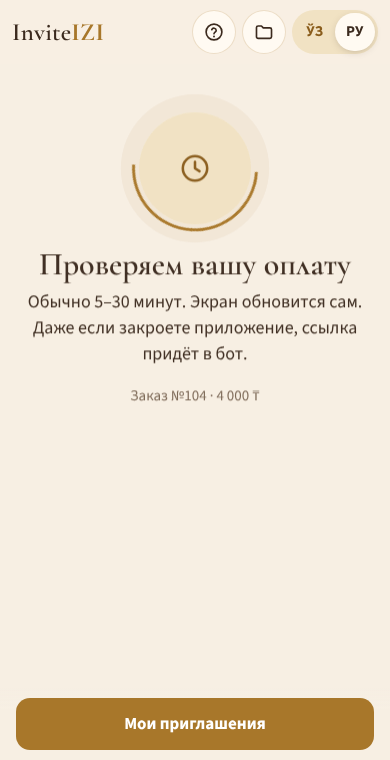 InviteIZI
ЎЗ
РУ
Проверяем вашу оплату
Обычно 5–30 минут. Экран обновится сам.
Даже если закроете приложение, ссылка
придёт в бот.
Заказ №104 · 4 000 ₸
Мои приглашения